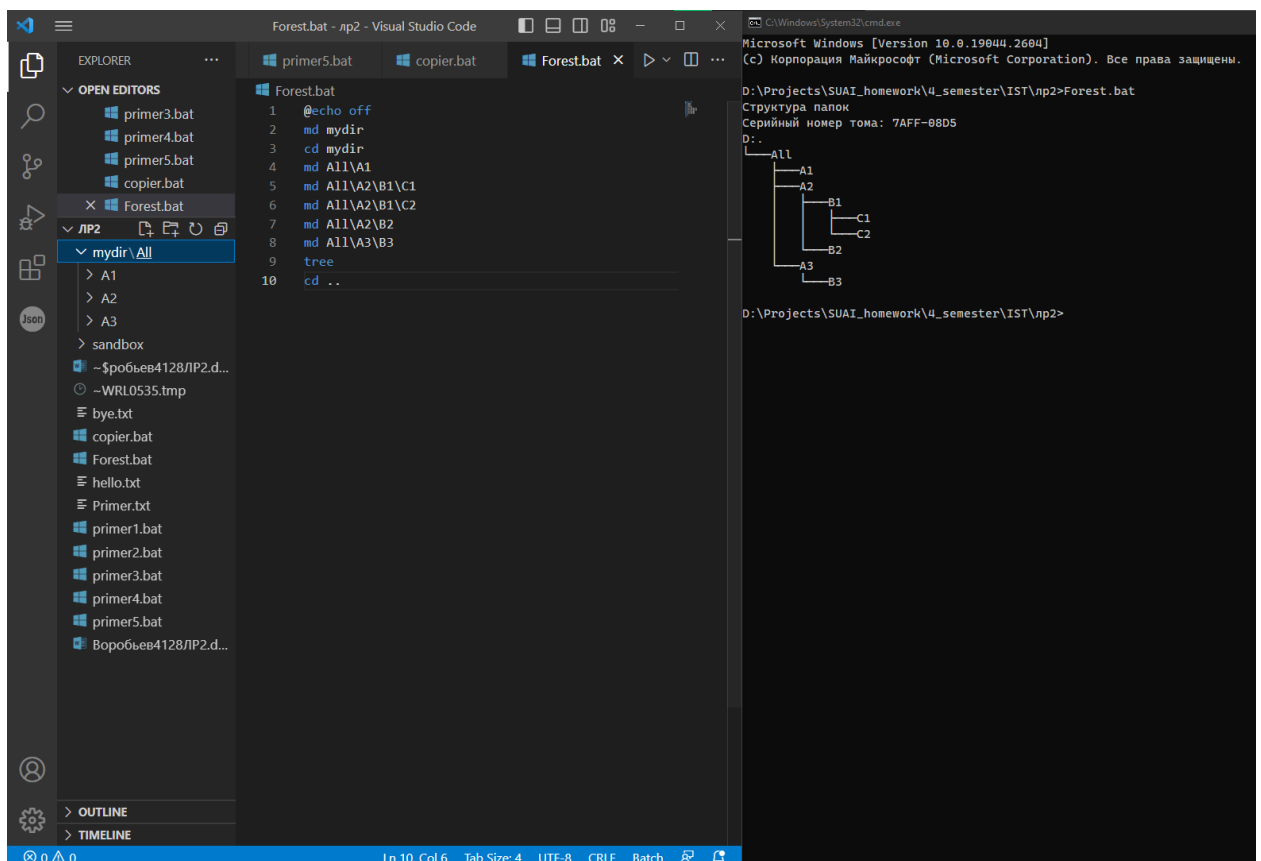 Forest.bat - лр2 - Visual Studio Code
EXPLORER
OPEN EDITORS
primer3.bat
primer4.bat
primer5.bat
copier.bat
Forest.bat
ЛР2
mydir\All
A1
A2
A3
sandbox
~$робьев4128ЛР2.d...
~WRL0535.tmp
bye.txt
copier.bat
Forest.bat
hello.txt
Primer.txt
primer1.bat
primer2.bat
primer3.bat
primer4.bat
primer5.bat
Воробьев4128ЛР2.d...
OUTLINE
TIMELINE
Json
primer5.bat copier.bat Forest.bat
Forest.bat
1 @echo off
2 md mydir
3 cd mydir
4 md All\A1
5 md All\A2\B1\C1
6 md All\A2\B1\C2
7 md All\A2\B2
8 md All\A3\B3
9 tree
10 cd ..
0 0 Ln 10, Col 6 Tab Size: 4 UTF-8 CRLF Batch
C:\Windows\System32\cmd.exe
Microsoft Windows [Version 10.0.19044.2604]
(c) Корпорация Майкрософт (Microsoft Corporation). Все права защищены.
D:\Projects\SUAI_homework\4_semester\IST\лр2>Forest.bat
Структура папок
Серийный номер тома: 7AFF-08D5
D:.
└───All
    ├───A1
    ├───A2
    │   ├───B1
    │   │   ├───C1
    │   │   └───C2
    │   └───B2
    └───A3
        └───B3
D:\Projects\SUAI_homework\4_semester\IST\лр2>